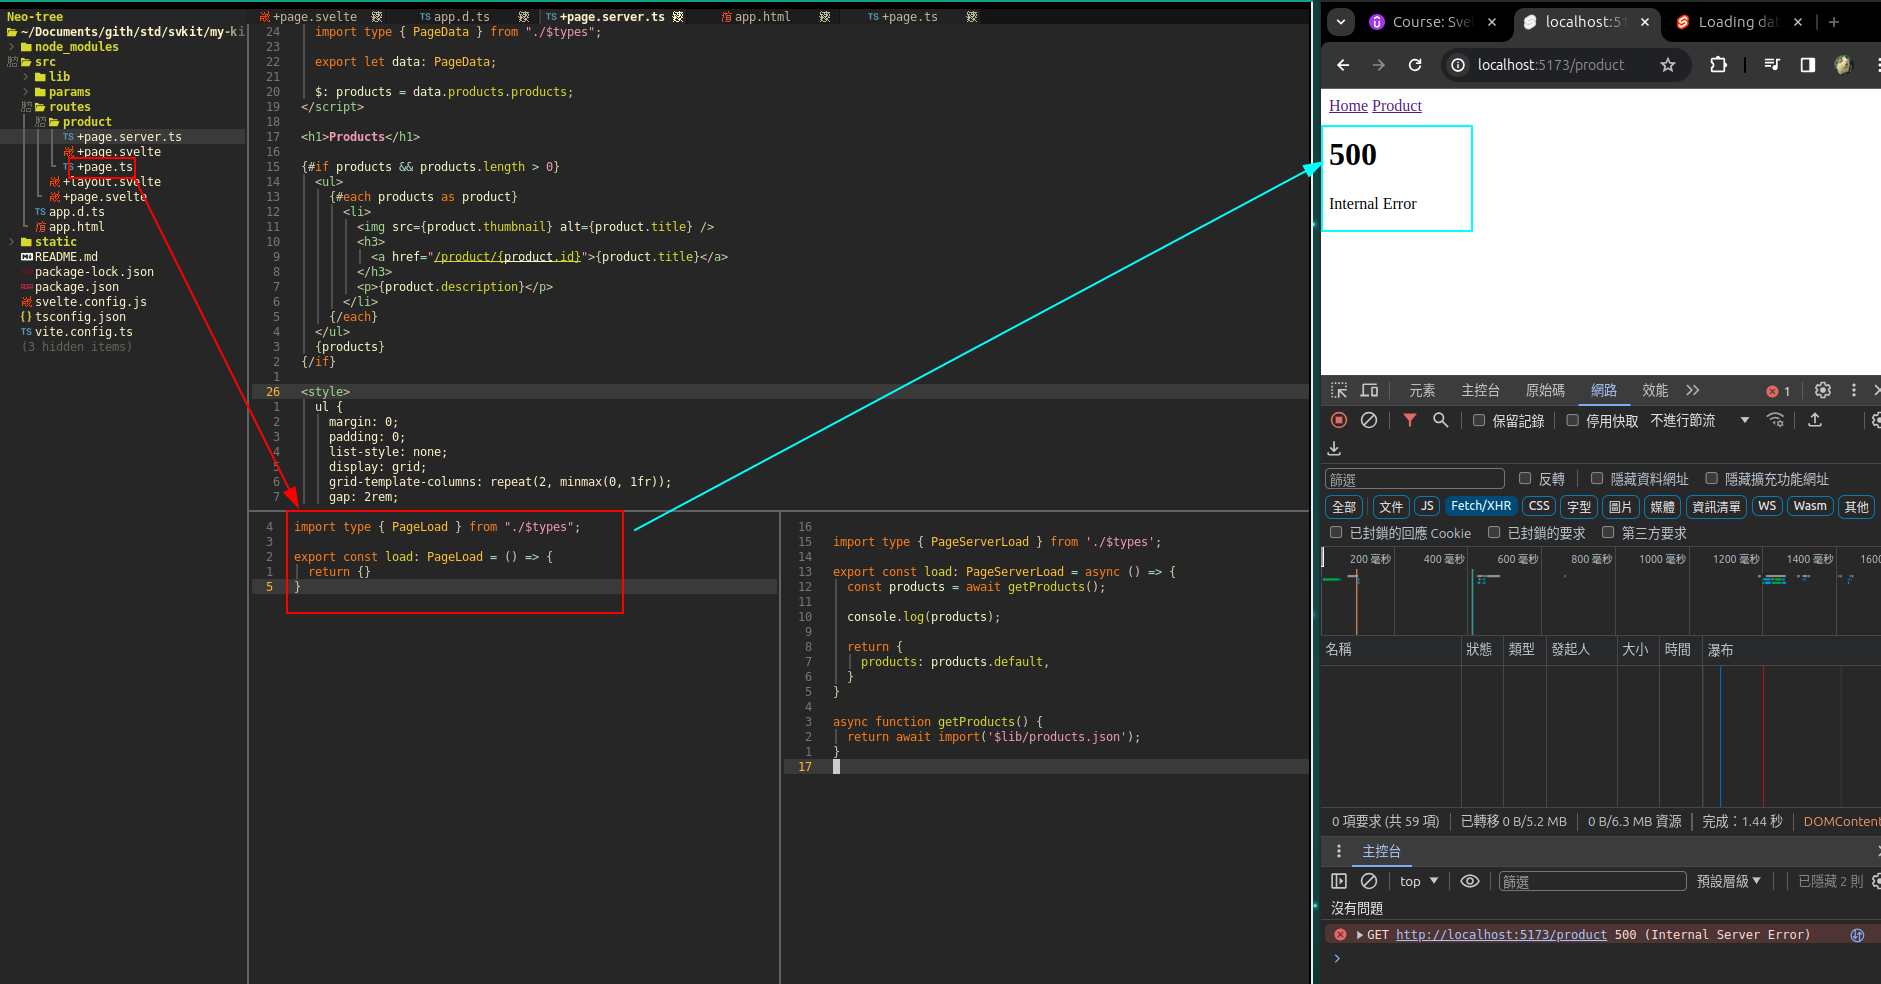 Neo-tree
~/Documents/gith/std/svkit/my-ki
node_modules
src
lib
params
routes
product
TS +page.server.ts
+page.svelte
TS +page.ts
+layout.svelte
+page.svelte
TS app.d.ts
app.html
static
README.md
package-lock.json
package.json
svelte.config.js
{} tsconfig.json
TS vite.config.ts
(3 hidden items)
+page.svelte TS app.d.ts TS +page.server.ts app.html TS +page.ts
24 import type { PageData } from "./$types";
23
22 export let data: PageData;
21
20 $: products = data.products.products;
19 </script>
18
17 <h1>Products</h1>
16
15 {#if products && products.length > 0}
14 <ul>
13 {#each products as product}
12 <li>
11 <img src={product.thumbnail} alt={product.title} />
10 <h3>
9 <a href="/product/{product.id}">{product.title}</a>
8 </h3>
7 <p>{product.description}</p>
6 </li>
5 {/each}
4 </ul>
3 {products}
2 {/if}
1
26 <style>
1 ul {
2 margin: 0;
3 padding: 0;
4 list-style: none;
5 display: grid;
6 grid-template-columns: repeat(2, minmax(0, 1fr));
7 gap: 2rem;
4 import type { PageLoad } from "./$types";
3
2 export const load: PageLoad = () => {
1 return {}
5 }
16
15 import type { PageServerLoad } from './$types';
14
13 export const load: PageServerLoad = async () => {
12 const products = await getProducts();
11
10 console.log(products);
9
8 return {
7 products: products.default,
6 }
5 }
4
3 async function getProducts() {
2 return await import('$lib/products.json');
1 }
17
Course: Sve localhost:51 Loading dat
localhost:5173/product
Home Product
500
Internal Error
元素 主控台 原始碼 網路 效能 1
保留記錄 停用快取 不進行節流
篩選 反轉 隱藏資料網址 隱藏擴充功能網址
全部 文件 JS Fetch/XHR CSS 字型 圖片 媒體 資訊清單 WS Wasm 其他
已封鎖的回應 Cookie 已封鎖的要求 第三方要求
200 毫秒 400 毫秒 600 毫秒 800 毫秒 1000 毫秒 1200 毫秒 1400 毫秒 1600
名稱 狀態 類型 發起人 大小 時間 瀑布
0 項要求 (共 59 項) 已轉移 0 B/5.2 MB 0 B/6.3 MB 資源 完成：1.44 秒 DOMContent
主控台
top 篩選 預設層級 已隱藏 2 則
沒有問題
GET http://localhost:5173/product 500 (Internal Server Error)